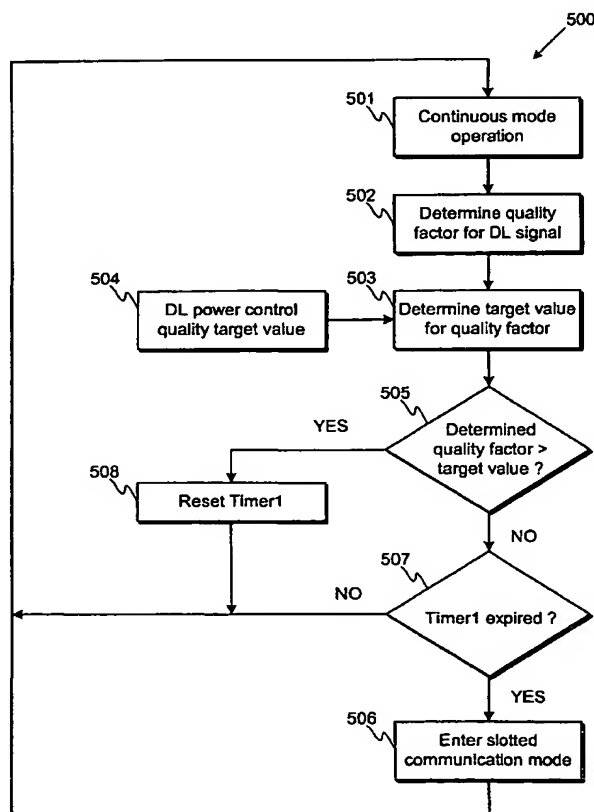 500
501
Continuous mode
operation
502
Determine quality
factor for DL signal
504
DL power control
quality target value
503
Determine target value
for quality factor
505
Determined
quality factor >
target value ?
YES
508
Reset Timer1
NO
507
Timer1 expired ?
NO
YES
506
Enter slotted
communication mode